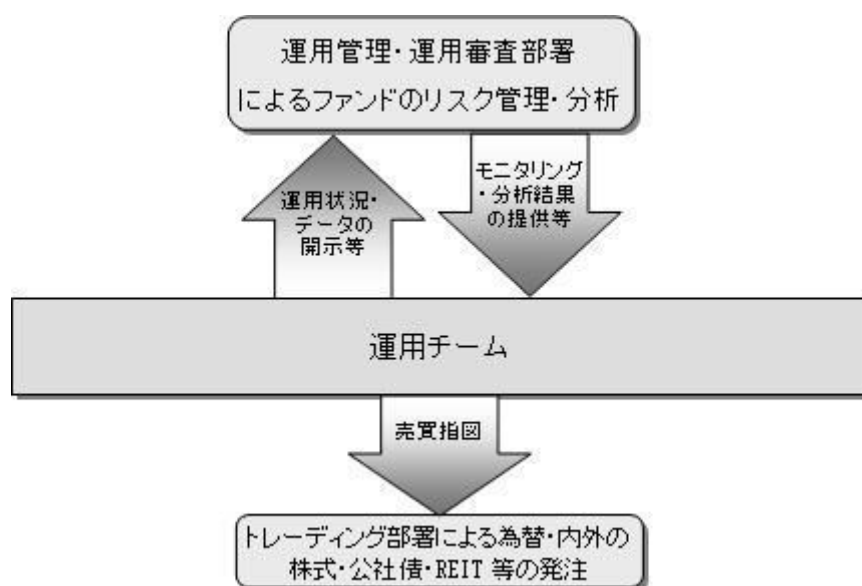 運用管理・運用審査部署
によるファンドのリスク管理・分析
運用状況・
データの
開示等
モニタリング
・分析結果
の提供等
運用チーム
売買指図
トレーディング部署による為替・内外の
株式・公社債・REIT 等の発注